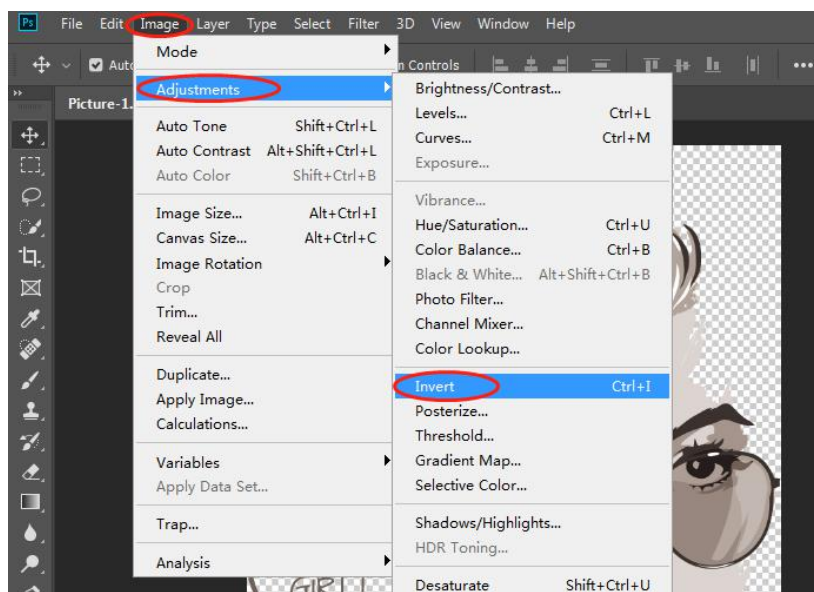 Ps File Edit Image Layer Type Select Filter 3D View Window Help
Auto
n Controls
Picture-1.
Mode
Adjustments
Auto Tone Shift+Ctrl+L
Auto Contrast Alt+Shift+Ctrl+L
Auto Color Shift+Ctrl+B
Image Size... Alt+Ctrl+I
Canvas Size... Alt+Ctrl+C
Image Rotation
Crop
Trim...
Reveal All
Duplicate...
Apply Image...
Calculations...
Variables
Apply Data Set...
Trap...
Analysis
Brightness/Contrast...
Levels... Ctrl+L
Curves... Ctrl+M
Exposure...
Vibrance...
Hue/Saturation... Ctrl+U
Color Balance... Ctrl+B
Black & White... Alt+Shift+Ctrl+B
Photo Filter...
Channel Mixer...
Color Lookup...
Invert Ctrl+I
Posterize...
Threshold...
Gradient Map...
Selective Color...
Shadows/Highlights...
HDR Toning...
Desaturate Shift+Ctrl+U